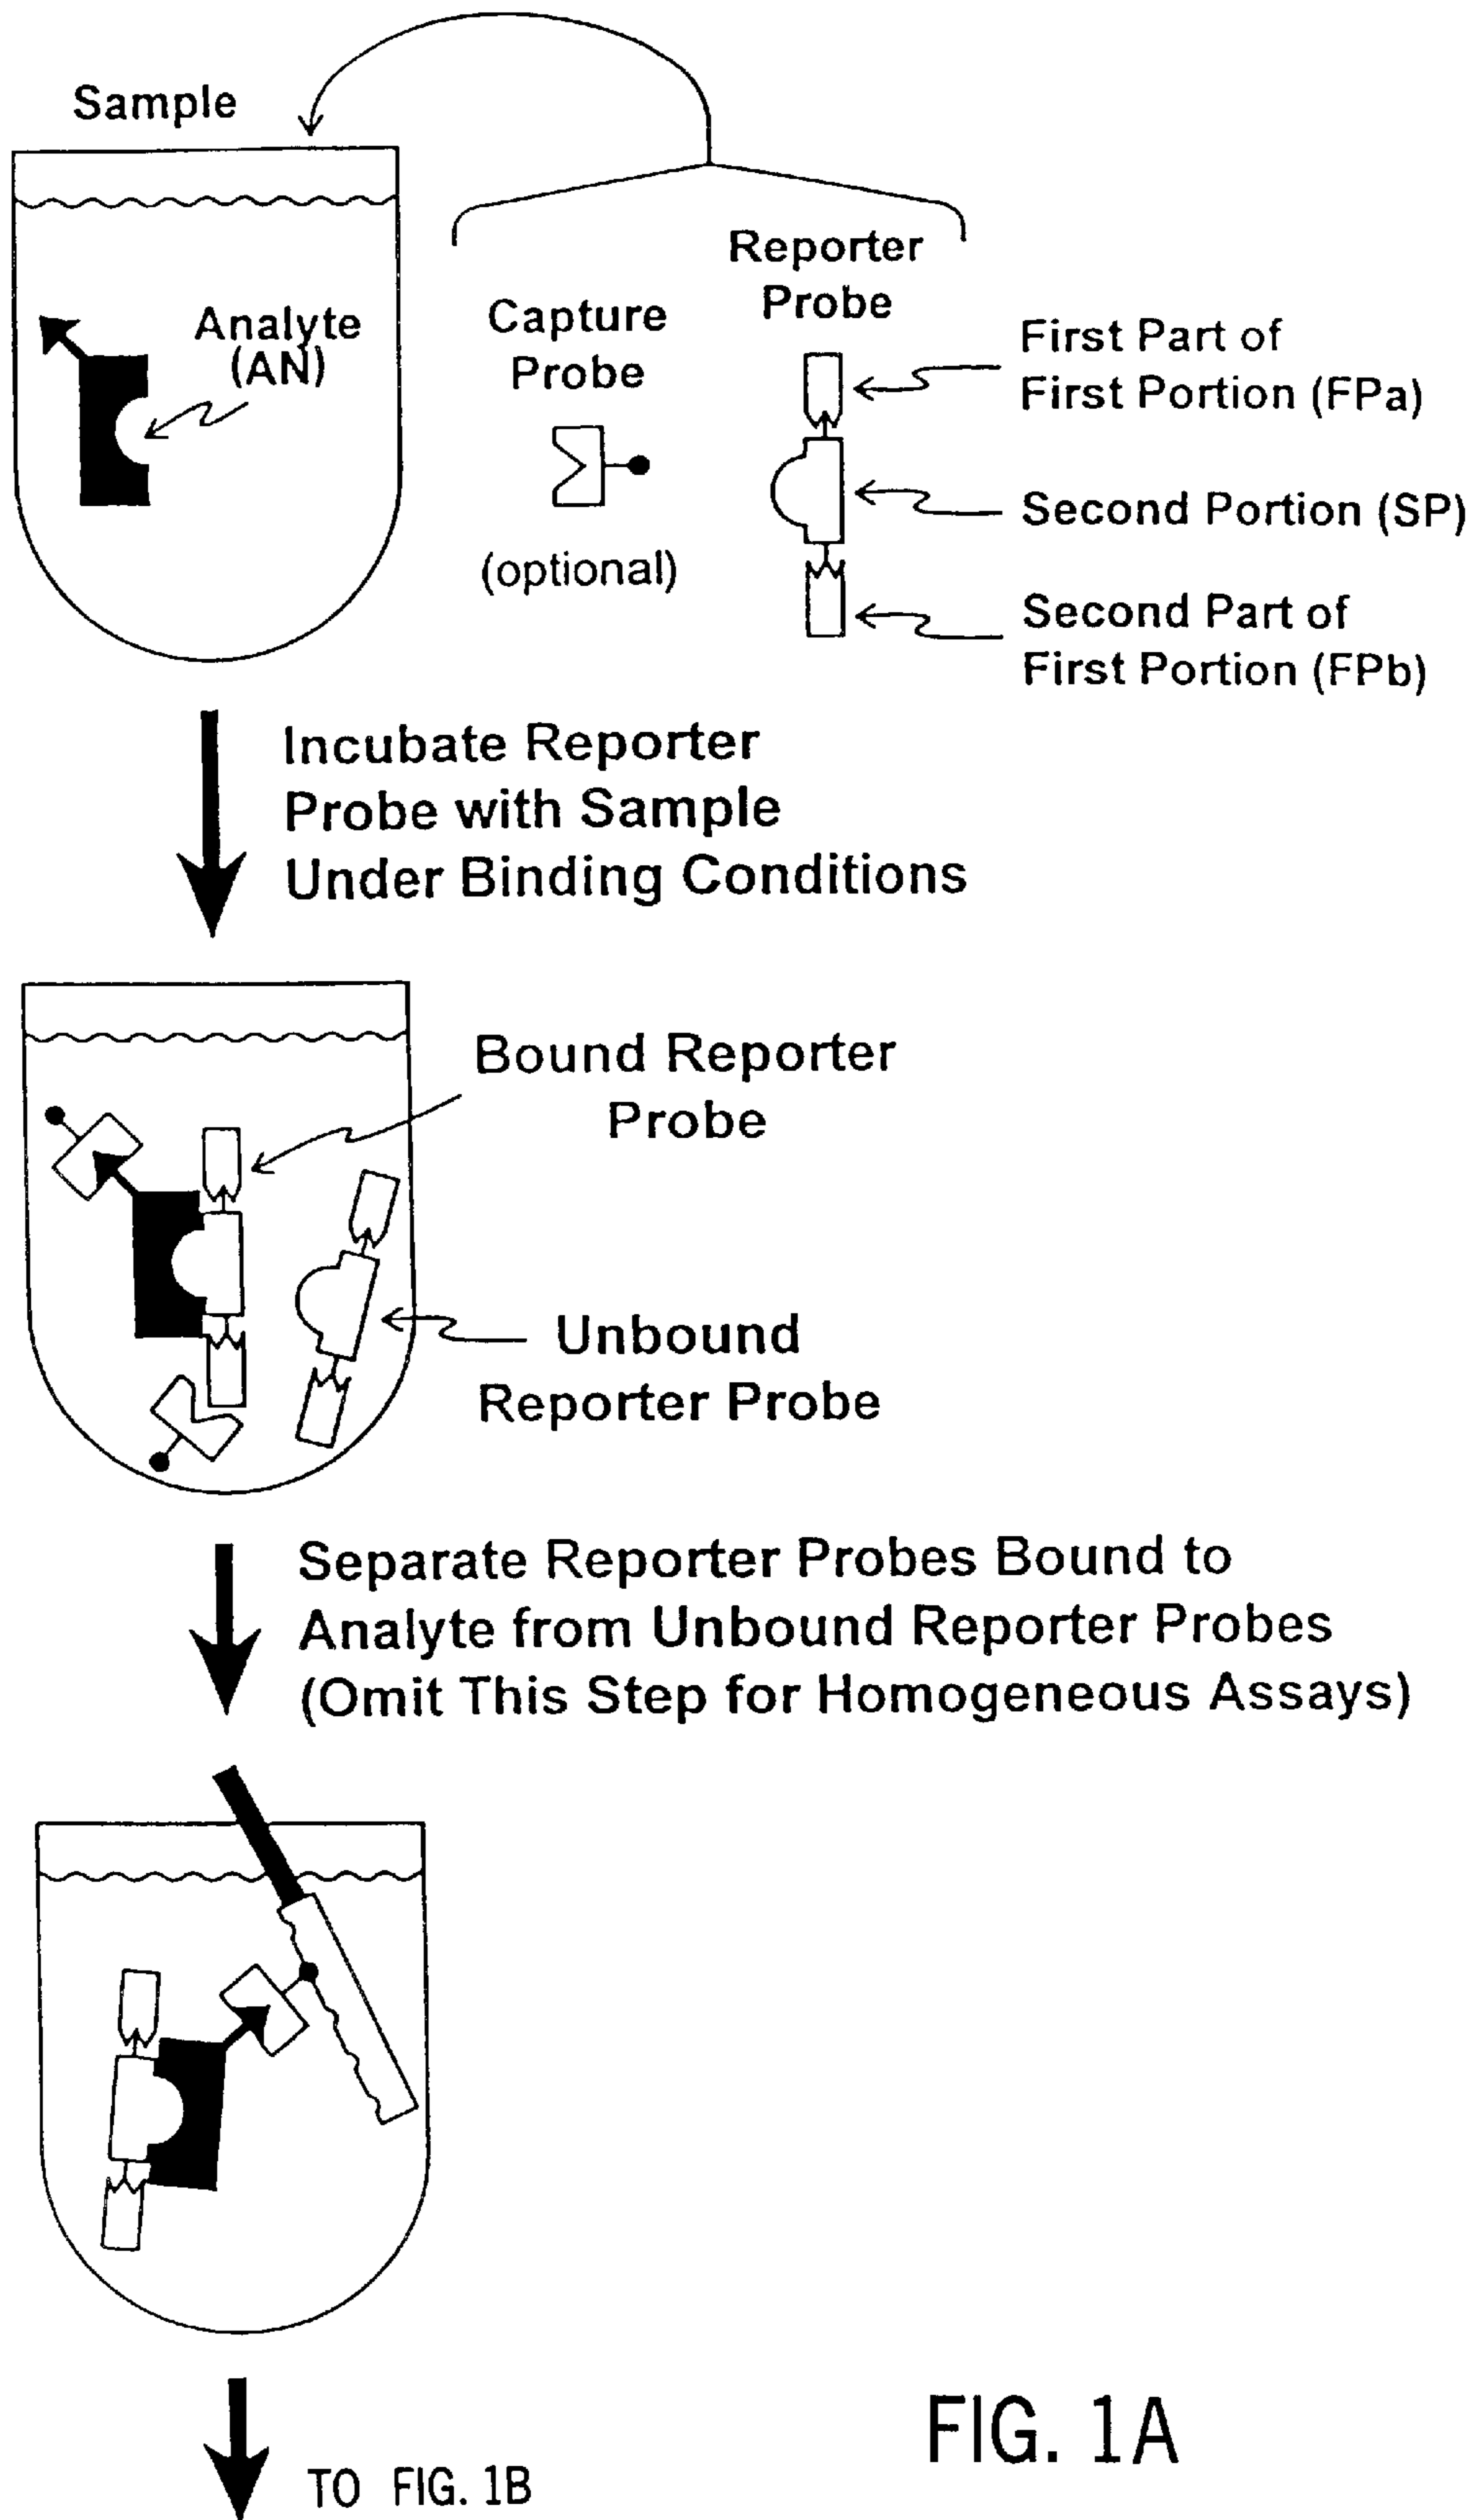 Sample
Analyte
(AN)
Capture
Probe
(optional)
Reporter
Probe
First Part of
First Portion (FPa)
Second Portion (SP)
Second Part of
First Portion (FPb)
Incubate Reporter
Probe with Sample
Under Binding Conditions
Bound Reporter
Probe
Unbound
Reporter Probe
Separate Reporter Probes Bound to
Analyte from Unbound Reporter Probes
(Omit This Step for Homogeneous Assays)
TO FIG. 1B
FIG. 1A